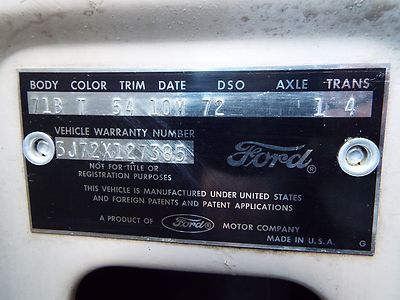 BODY COLOR TRIM DATE DSO AXLE TRANS
71B T 54 10M 72 1 4
VEHICLE WARRANTY NUMBER
5J72X127385
Ford®
NOT FOR TITLE OR
REGISTRATION PURPOSES
THIS VEHICLE IS MANUFACTURED UNDER UNITED STATES
AND FOREIGN PATENTS AND PATENT APPLICATIONS
A PRODUCT OF Ford® MOTOR COMPANY
MADE IN U.S.A. G